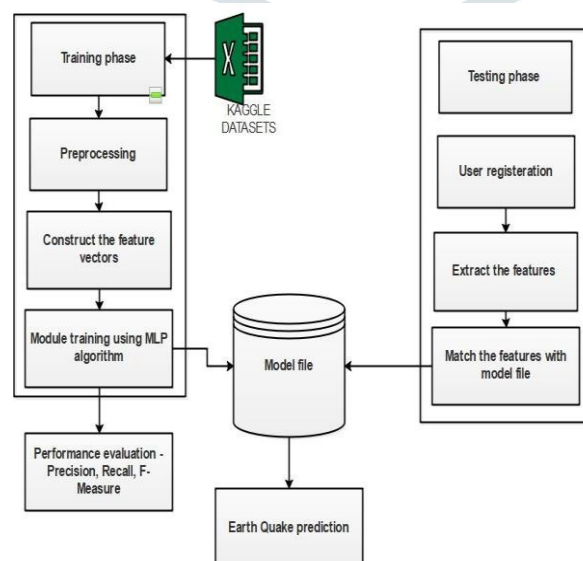 Training phase
KAGGLE
DATASETS
Preprocessing
Construct the feature
vectors
Module training using MLP
algorithm
Performance evaluation -
Precision, Recall, F-
Measure
Model file
Earth Quake prediction
Testing phase
User registeration
Extract the features
Match the features with
model file